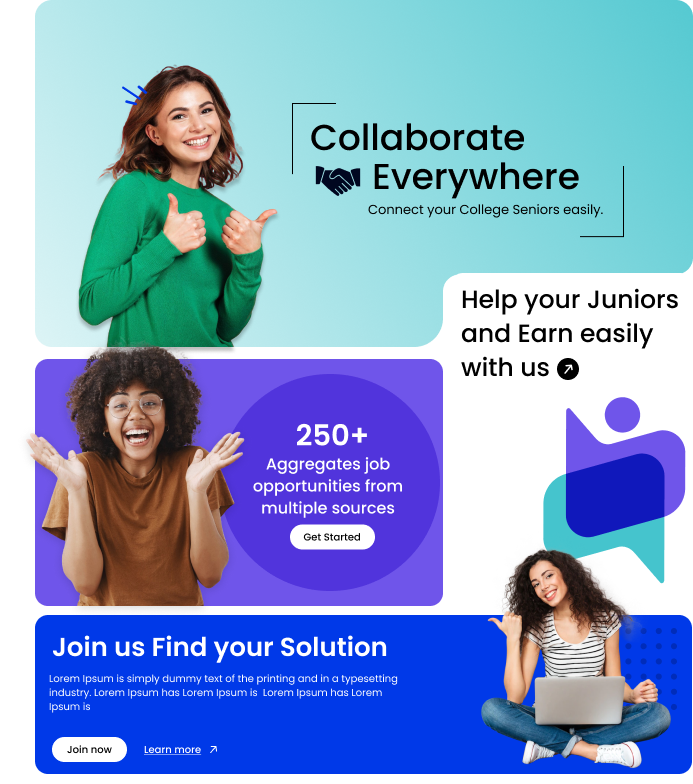 Collaborate
Everywhere
Connect your College Seniors easily.
Help your Juniors
and Earn easily
with us
250+
Aggregates job
opportunities from
multiple sources
Get Started
Join us Find your Solution
Lorem Ipsum is simply dummy text of the printing and in a typesetting
industry. Lorem Ipsum has Lorem Ipsum is  Lorem Ipsum has Lorem
Ipsum is
Join now
Learn more